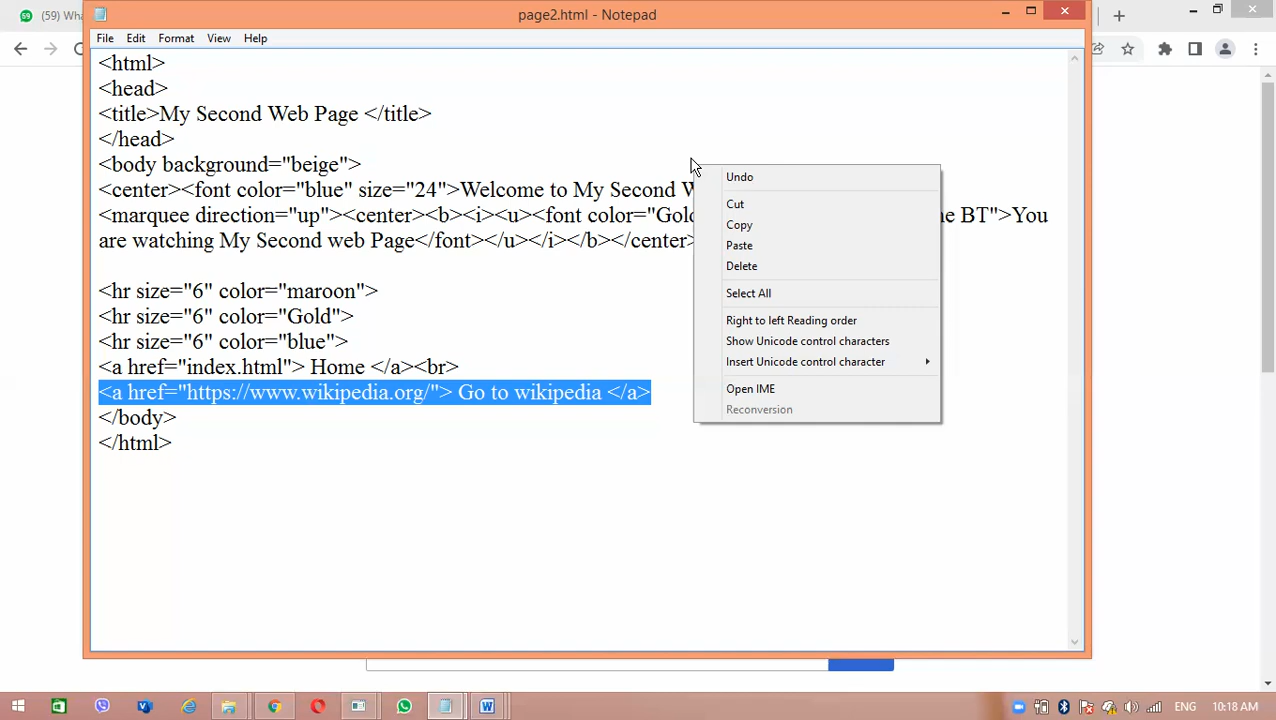 (59) Wha
page2.html - Notepad
File Edit Format View Help
<html>
<head>
<title>My Second Web Page </title>
</head>
<body background="beige">
<center><font color="blue" size="24">Welcome to My Second W
<marquee direction="up"><center><b><i><u><font color="Gol
e BT">You
are watching My Second web Page</font></u></i></b></center>
<hr size="6" color="maroon">
<hr size="6" color="Gold">
<hr size="6" color="blue">
<a href="index.html"> Home </a><br>
<a href="https://www.wikipedia.org/"> Go to wikipedia </a>
</body>
</html>
Undo
Cut
Copy
Paste
Delete
Select All
Right to left Reading order
Show Unicode control characters
Insert Unicode control character
Open IME
Reconversion
ENG 10:18 AM